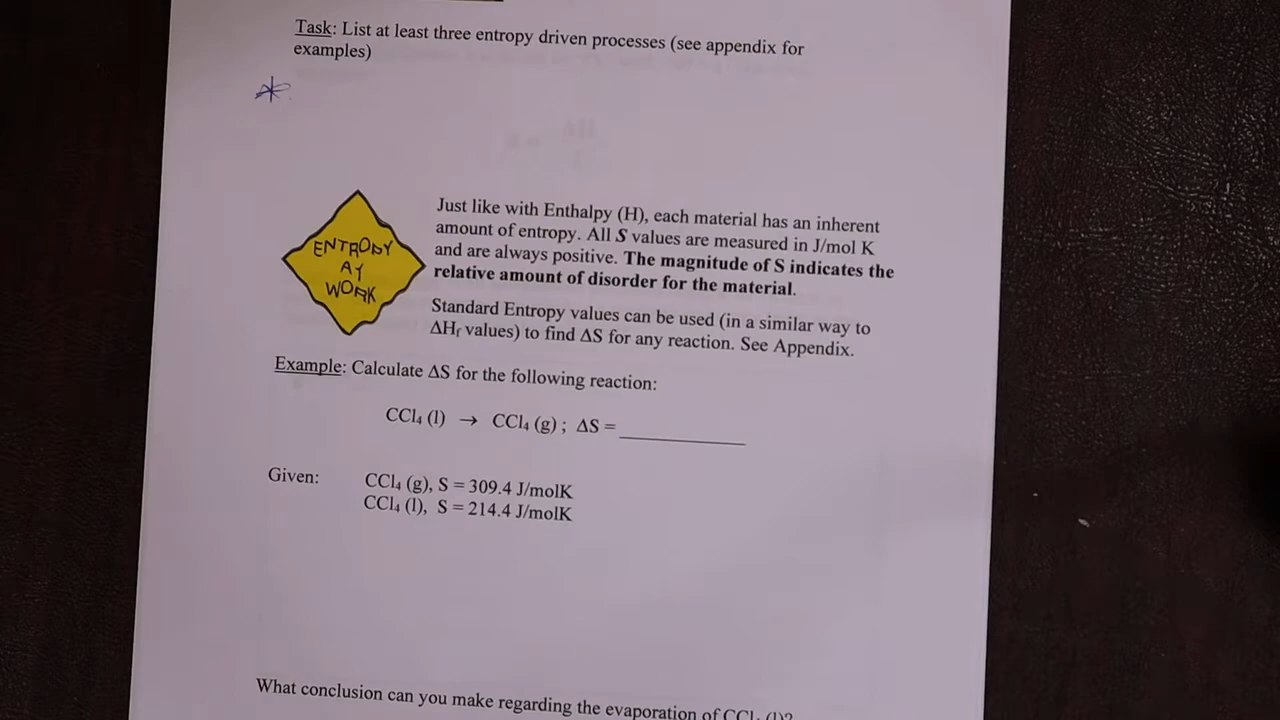 Task: List at least three entropy driven processes (see appendix for
examples)
ENTROPY
AT
WORK
Just like with Enthalpy (H), each material has an inherent
amount of entropy. All S values are measured in J/mol K
and are always positive. The magnitude of S indicates the
relative amount of disorder for the material.
Standard Entropy values can be used (in a similar way to
ΔHf values) to find ΔS for any reaction. See Appendix.
Example: Calculate ΔS for the following reaction:
CCl₄ (l) → CCl₄ (g) ; ΔS = ____________
Given: CCl₄ (g), S = 309.4 J/molK
CCl₄ (l), S = 214.4 J/molK
What conclusion can you make regarding the evaporation of CCl₄ (l)?